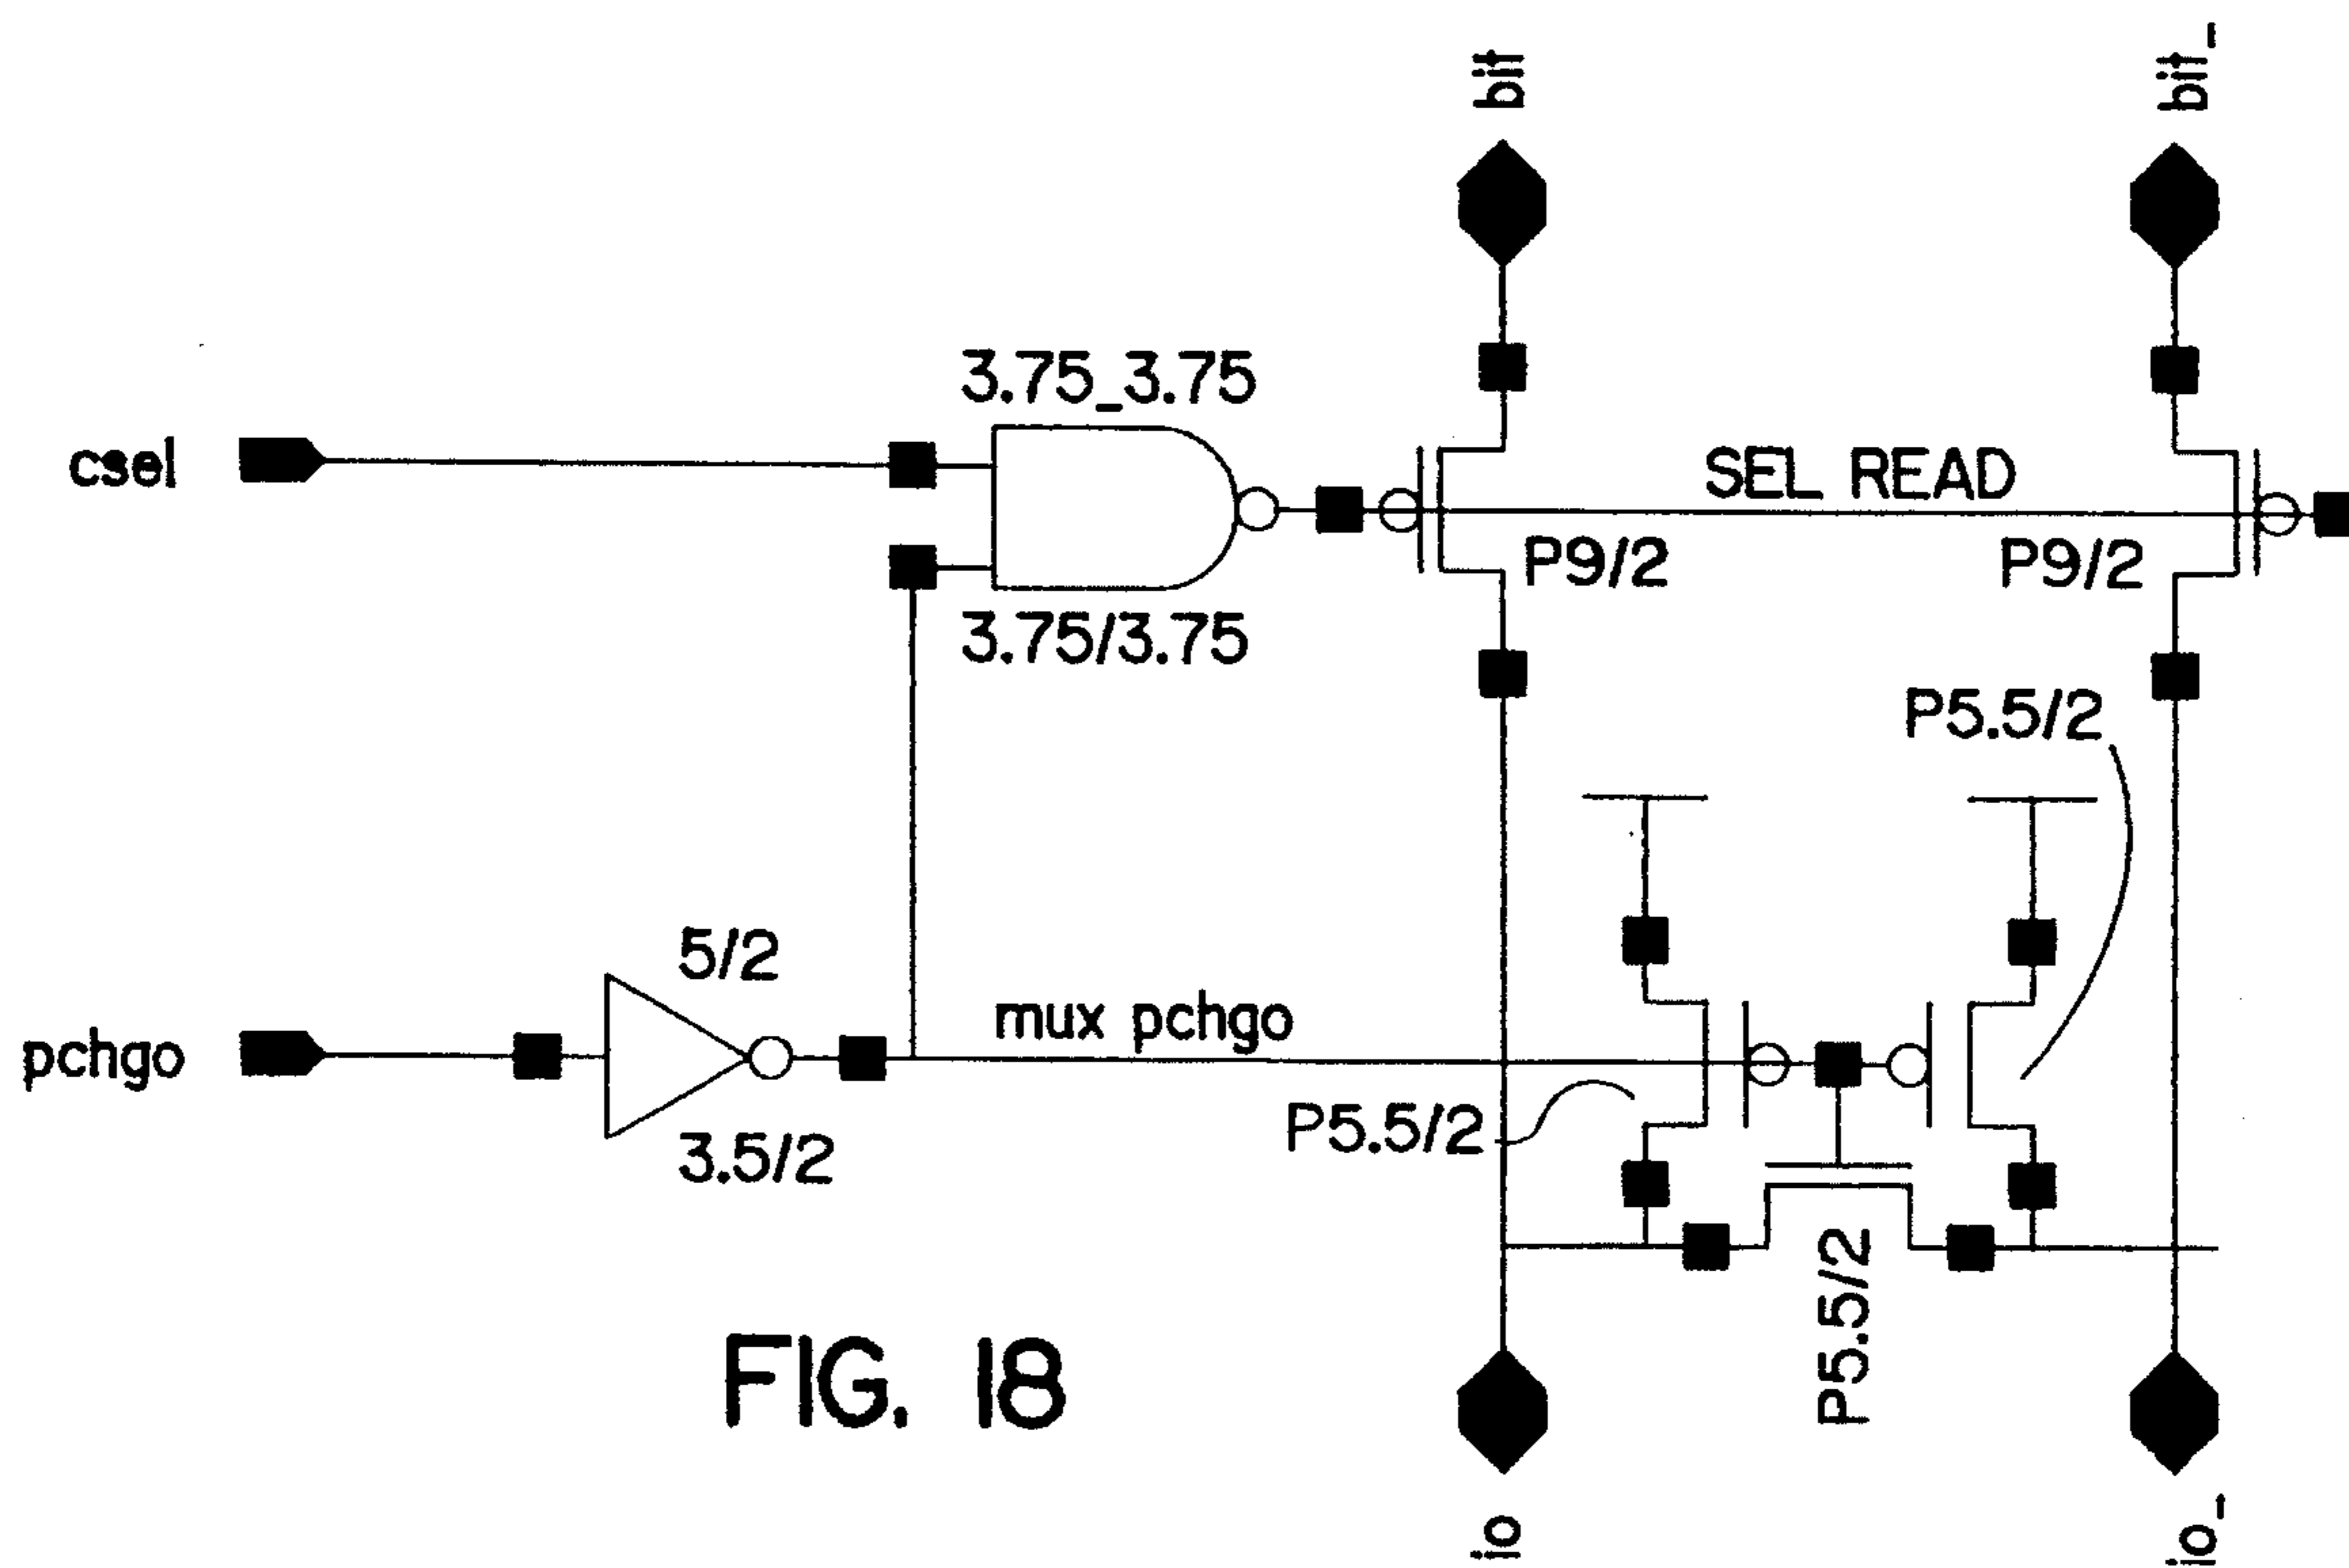 bit
bit_
3.75_3.75
csel
SEL READ
P9/2
P9/2
3.75/3.75
P5.5/2
5/2
mux pchgo
pchgo
P5.5/2
3.5/2
P5.5/2
FIG. 18
io
io_